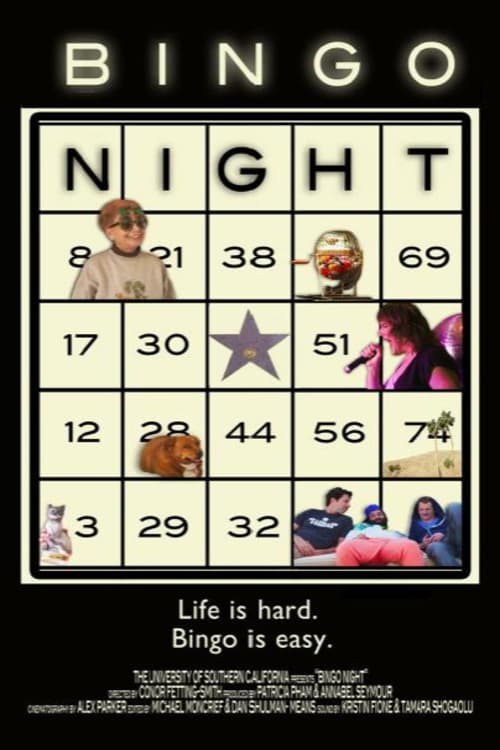 BINGO
NIGHT
8 21 38 69
17 30 51
12 28 44 56 74
3 29 32
Life is hard.
Bingo is easy.
THE UNIVERSITY OF SOUTHERN CALIFORNIA PRESENTS "BINGO NIGHT"
DIRECTED BY CONOR FETTING-SMITH PRODUCED BY PATRICIA PHAM & ANNABEL SEYMOUR
CINEMATOGRAPHY BY ALEX PARKER EDITED BY MICHAEL MONCRIEF & DAN SHULMAN-MEANS SOUND BY KRISTIN FIONE & TAMARA SHOGAOLU